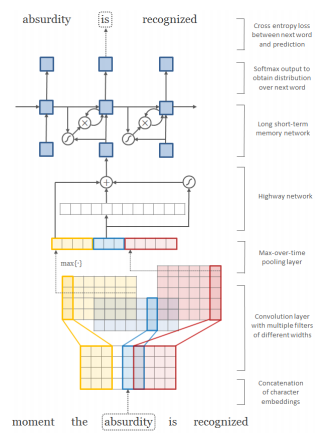 absurdity is recognized
Cross entropy loss
between next word
and prediction
Softmax output to
obtain distribution
over next word
Long short-term
memory network
Highway network
Max-over-time
pooling layer
max{·}
Convolution layer
with multiple filters
of different widths
Concatenation
of character
embeddings
moment the absurdity is recognized